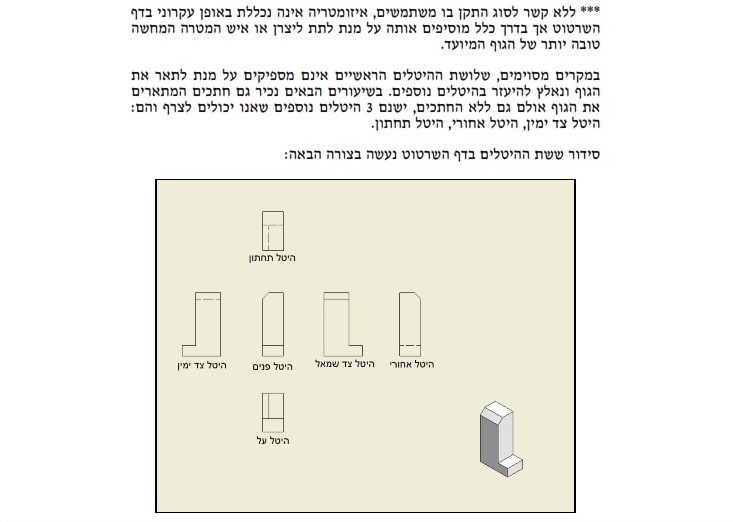 *** ללא קשר לסוג התקן בו משתמשים, איזומטריה אינה נכללת באופן עקרוני בדף
השרטוט אך בדרך כלל מוסיפים אותה על מנת לתת ליצרן או איש המטרה המחשה
טובה יותר של הגוף המיועד.
במקרים מסוימים, שלושת ההיטלים הראשיים אינם מספיקים על מנת לתאר את
הגוף ונאלץ להיעזר בהיטלים נוספים. בשיעורים הבאים נכיר גם חתכים המתארים
את הגוף אולם גם ללא החתכים, ישנם 3 היטלים נוספים שאנו יכולים לצרף והם:
היטל צד ימין, היטל אחורי, היטל תחתון.
סידור ששת ההיטלים בדף השרטוט נעשה בצורה הבאה:
היטל תחתון
היטל אחורי
היטל צד שמאל
היטל פנים
היטל צד ימין
היטל על